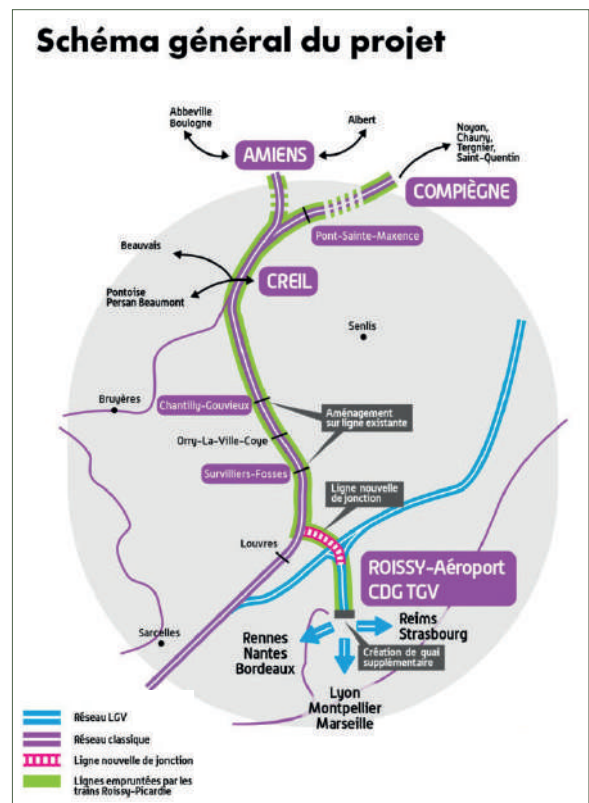 Schéma général du projet
Abbeville
Boulogne
Albert
Noyon,
Chauny,
Tergnier,
Saint-Quentin
AMIENS
COMPIÈGNE
Pont-Sainte-Maxence
Beauvais
CREIL
Pontoise
Persan Beaumont
Senlis
Bruyères
Chantilly-Gouvieux
Aménagement
sur ligne existante
Orry-La-Ville-Coye
Survilliers-Fosses
Ligne nouvelle
de jonction
Louvres
ROISSY-Aéroport
CDG TGV
Sarcelles
Rennes
Nantes
Bordeaux
Reims
Strasbourg
Création de quai
supplémentaire
Lyon
Montpellier
Marseille
Réseau LGV
Réseau classique
Ligne nouvelle de jonction
Lignes empruntées par les
trains Roissy-Picardie